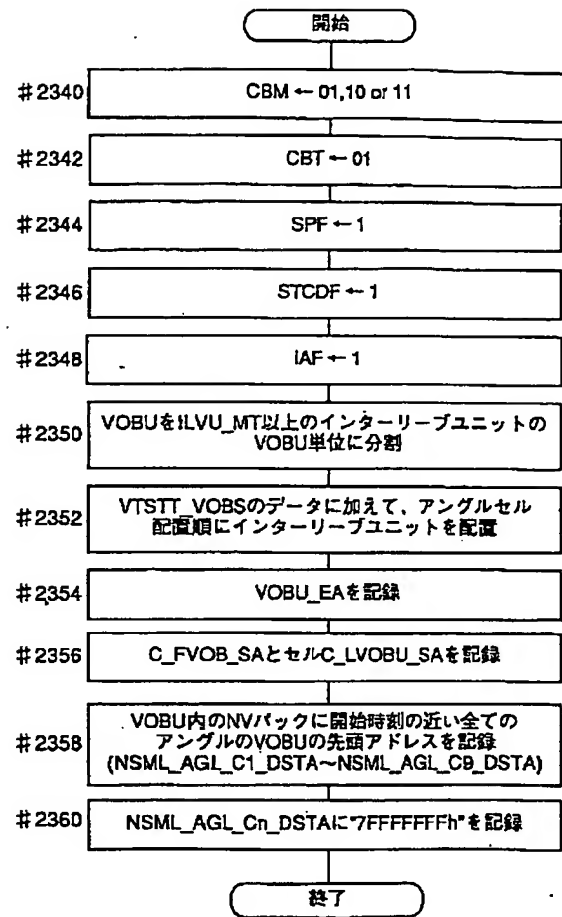 開始
#2340
CBM ← 01,10 or 11
#2342
CBT ← 01
#2344
SPF ← 1
#2346
STCDF ← 1
#2348
IAF ← 1
#2350
VOBUをILVU_MT以上のインターリーブユニットの
VOBU単位に分割
#2352
VTSTT_VOBSのデータに加えて、アングルセル
配置順にインターリーブユニットを配置
#2354
VOBU_EAを記録
#2356
C_FVOB_SAとセルC_LVOBU_SAを記録
#2358
VOBU内のNVパックに開始時刻の近い全ての
アングルのVOBUの先頭アドレスを記録
(NSML_AGL_C1_DSTA～NSML_AGL_C9_DSTA)
#2360
NSML_AGL_Cn_DSTAに"7FFFFFFFh"を記録
終了